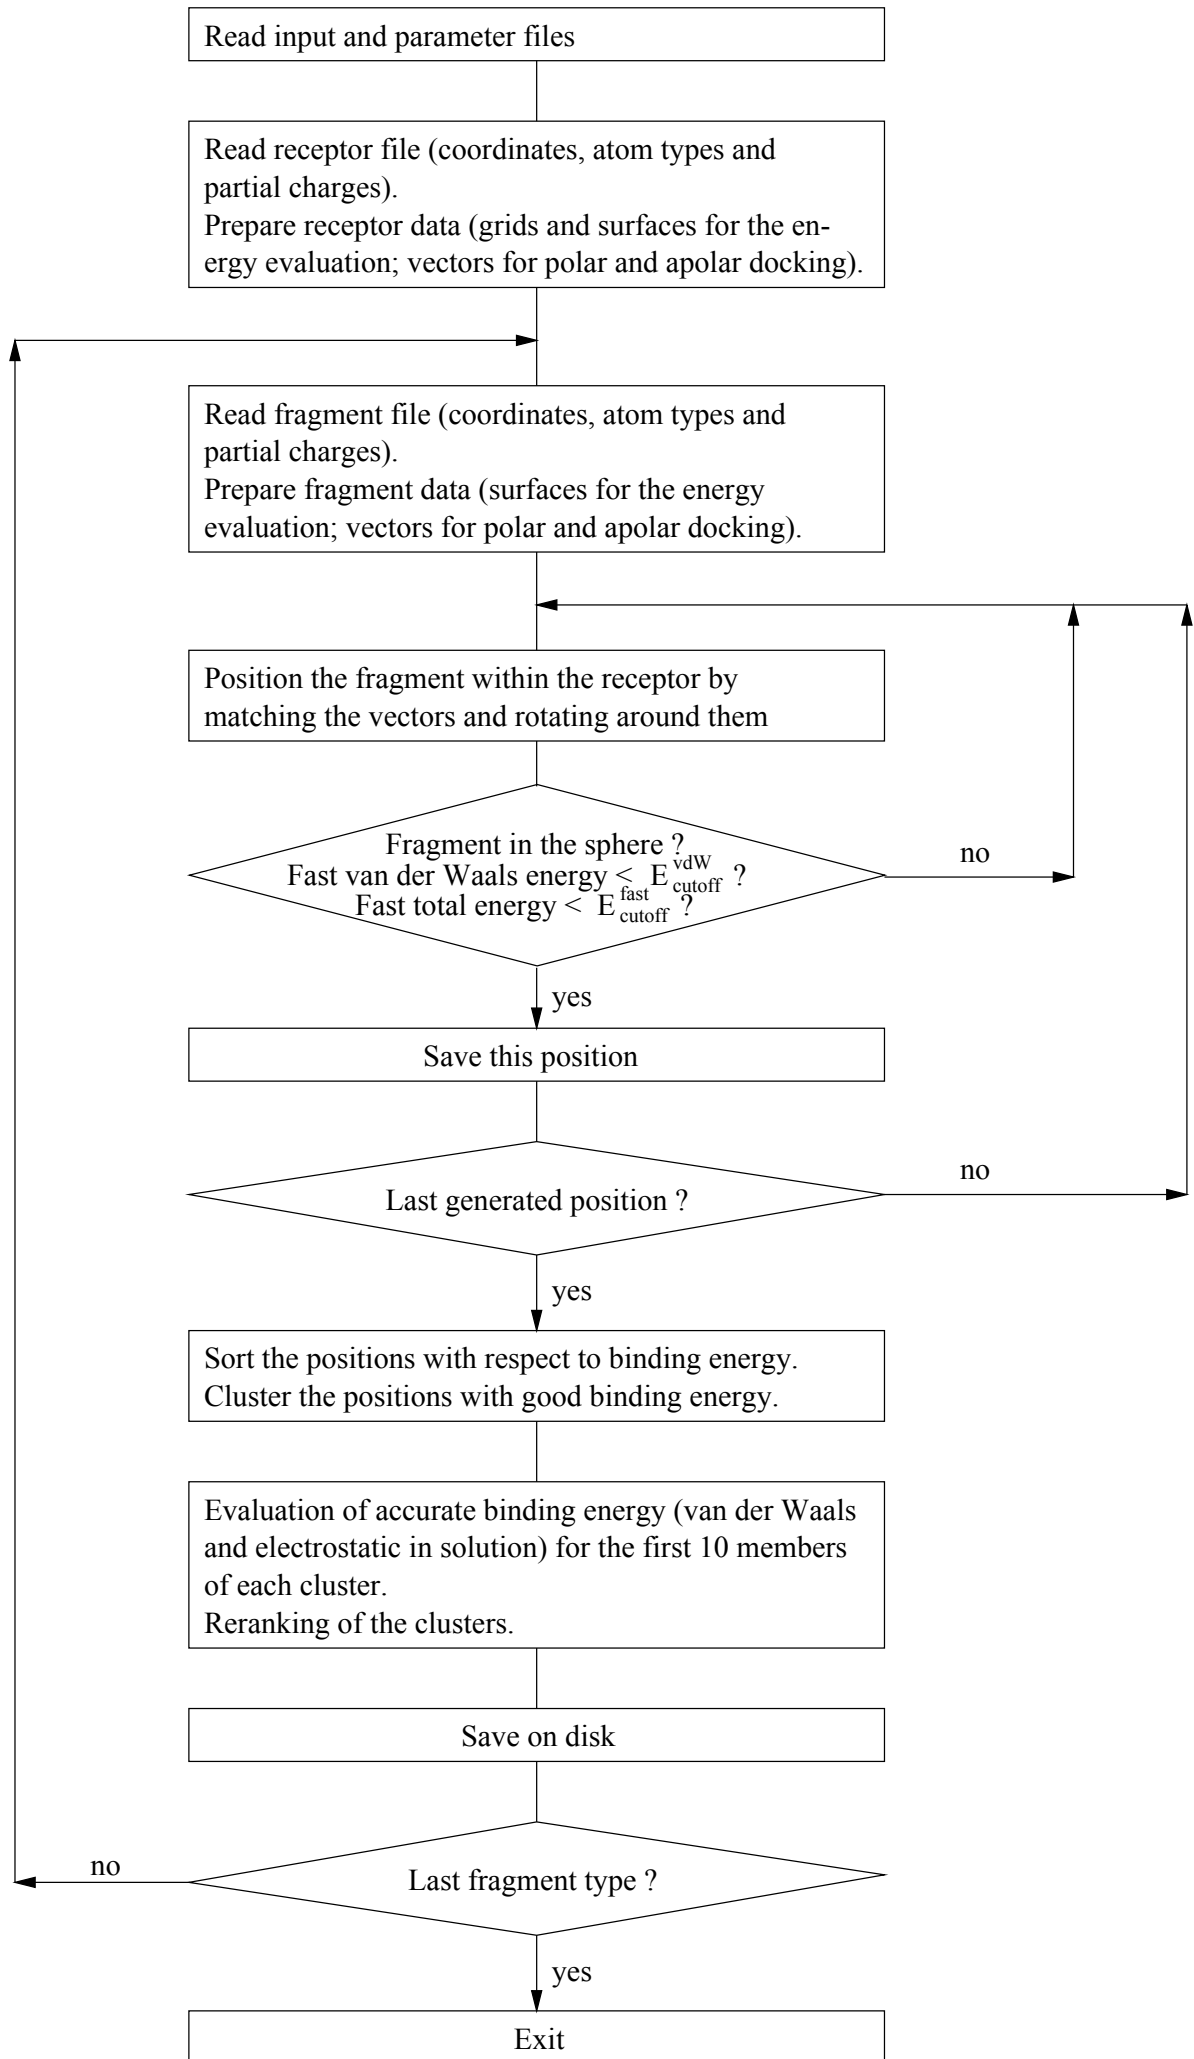 Read input and parameter files
Read receptor file (coordinates, atom types and
partial charges).
Prepare receptor data (grids and surfaces for the en-
ergy evaluation; vectors for polar and apolar docking).
Read fragment file (coordinates, atom types and
partial charges).
Prepare fragment data (surfaces for the energy
evaluation; vectors for polar and apolar docking).
Position the fragment within the receptor by
matching the vectors and rotating around them
Fragment in the sphere ?
Fast van der Waals energy < E vdW cutoff ?
Fast total energy < E fast cutoff ?
no
yes
Save this position
Last generated position ?
no
yes
Sort the positions with respect to binding energy.
Cluster the positions with good binding energy.
Evaluation of accurate binding energy (van der Waals
and electrostatic in solution) for the first 10 members
of each cluster.
Reranking of the clusters.
Save on disk
Last fragment type ?
no
yes
Exit